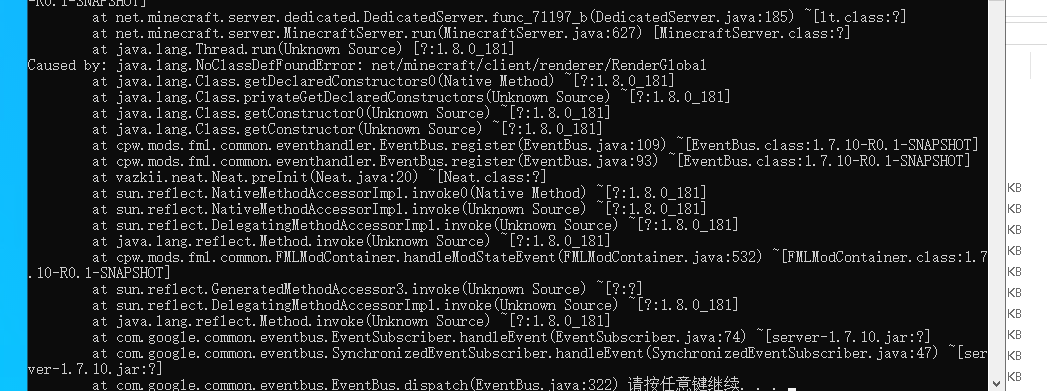 -R0.1-SNAPSHOT]
at net.minecraft.server.dedicated.DedicatedServer.func_71197_b(DedicatedServer.java:185) ~[lt.class:?]
at net.minecraft.server.MinecraftServer.run(MinecraftServer.java:627) [MinecraftServer.class:?]
at java.lang.Thread.run(Unknown Source) [?:1.8.0_181]
Caused by: java.lang.NoClassDefFoundError: net/minecraft/client/renderer/RenderGlobal
at java.lang.Class.getDeclaredConstructors0(Native Method) ~[?:1.8.0_181]
at java.lang.Class.privateGetDeclaredConstructors(Unknown Source) ~[?:1.8.0_181]
at java.lang.Class.getConstructor0(Unknown Source) ~[?:1.8.0_181]
at java.lang.Class.getConstructor(Unknown Source) ~[?:1.8.0_181]
at cpw.mods.fml.common.eventhandler.EventBus.register(EventBus.java:109) ~[EventBus.class:1.7.10-R0.1-SNAPSHOT]
at cpw.mods.fml.common.eventhandler.EventBus.register(EventBus.java:93) ~[EventBus.class:1.7.10-R0.1-SNAPSHOT]
at vazkii.neat.Neat.preInit(Neat.java:20) ~[Neat.class:?]
at sun.reflect.NativeMethodAccessorImpl.invoke0(Native Method) ~[?:1.8.0_181]
at sun.reflect.NativeMethodAccessorImpl.invoke(Unknown Source) ~[?:1.8.0_181]
at sun.reflect.DelegatingMethodAccessorImpl.invoke(Unknown Source) ~[?:1.8.0_181]
at java.lang.reflect.Method.invoke(Unknown Source) ~[?:1.8.0_181]
at cpw.mods.fml.common.FMLModContainer.handleModStateEvent(FMLModContainer.java:532) ~[FMLModContainer.class:1.7
.10-R0.1-SNAPSHOT]
at sun.reflect.GeneratedMethodAccessor3.invoke(Unknown Source) ~[?:?]
at sun.reflect.DelegatingMethodAccessorImpl.invoke(Unknown Source) ~[?:1.8.0_181]
at java.lang.reflect.Method.invoke(Unknown Source) ~[?:1.8.0_181]
at com.google.common.eventbus.EventSubscriber.handleEvent(EventSubscriber.java:74) ~[server-1.7.10.jar:?]
at com.google.common.eventbus.SynchronizedEventSubscriber.handleEvent(SynchronizedEventSubscriber.java:47) ~[ser
ver-1.7.10.jar:?]
at com.google.common.eventbus.EventBus.dispatch(EventBus.java:322) 请按任意键继续. . .
KB
KB
KB
KB
KB
KB
KB
KB
KB
KB